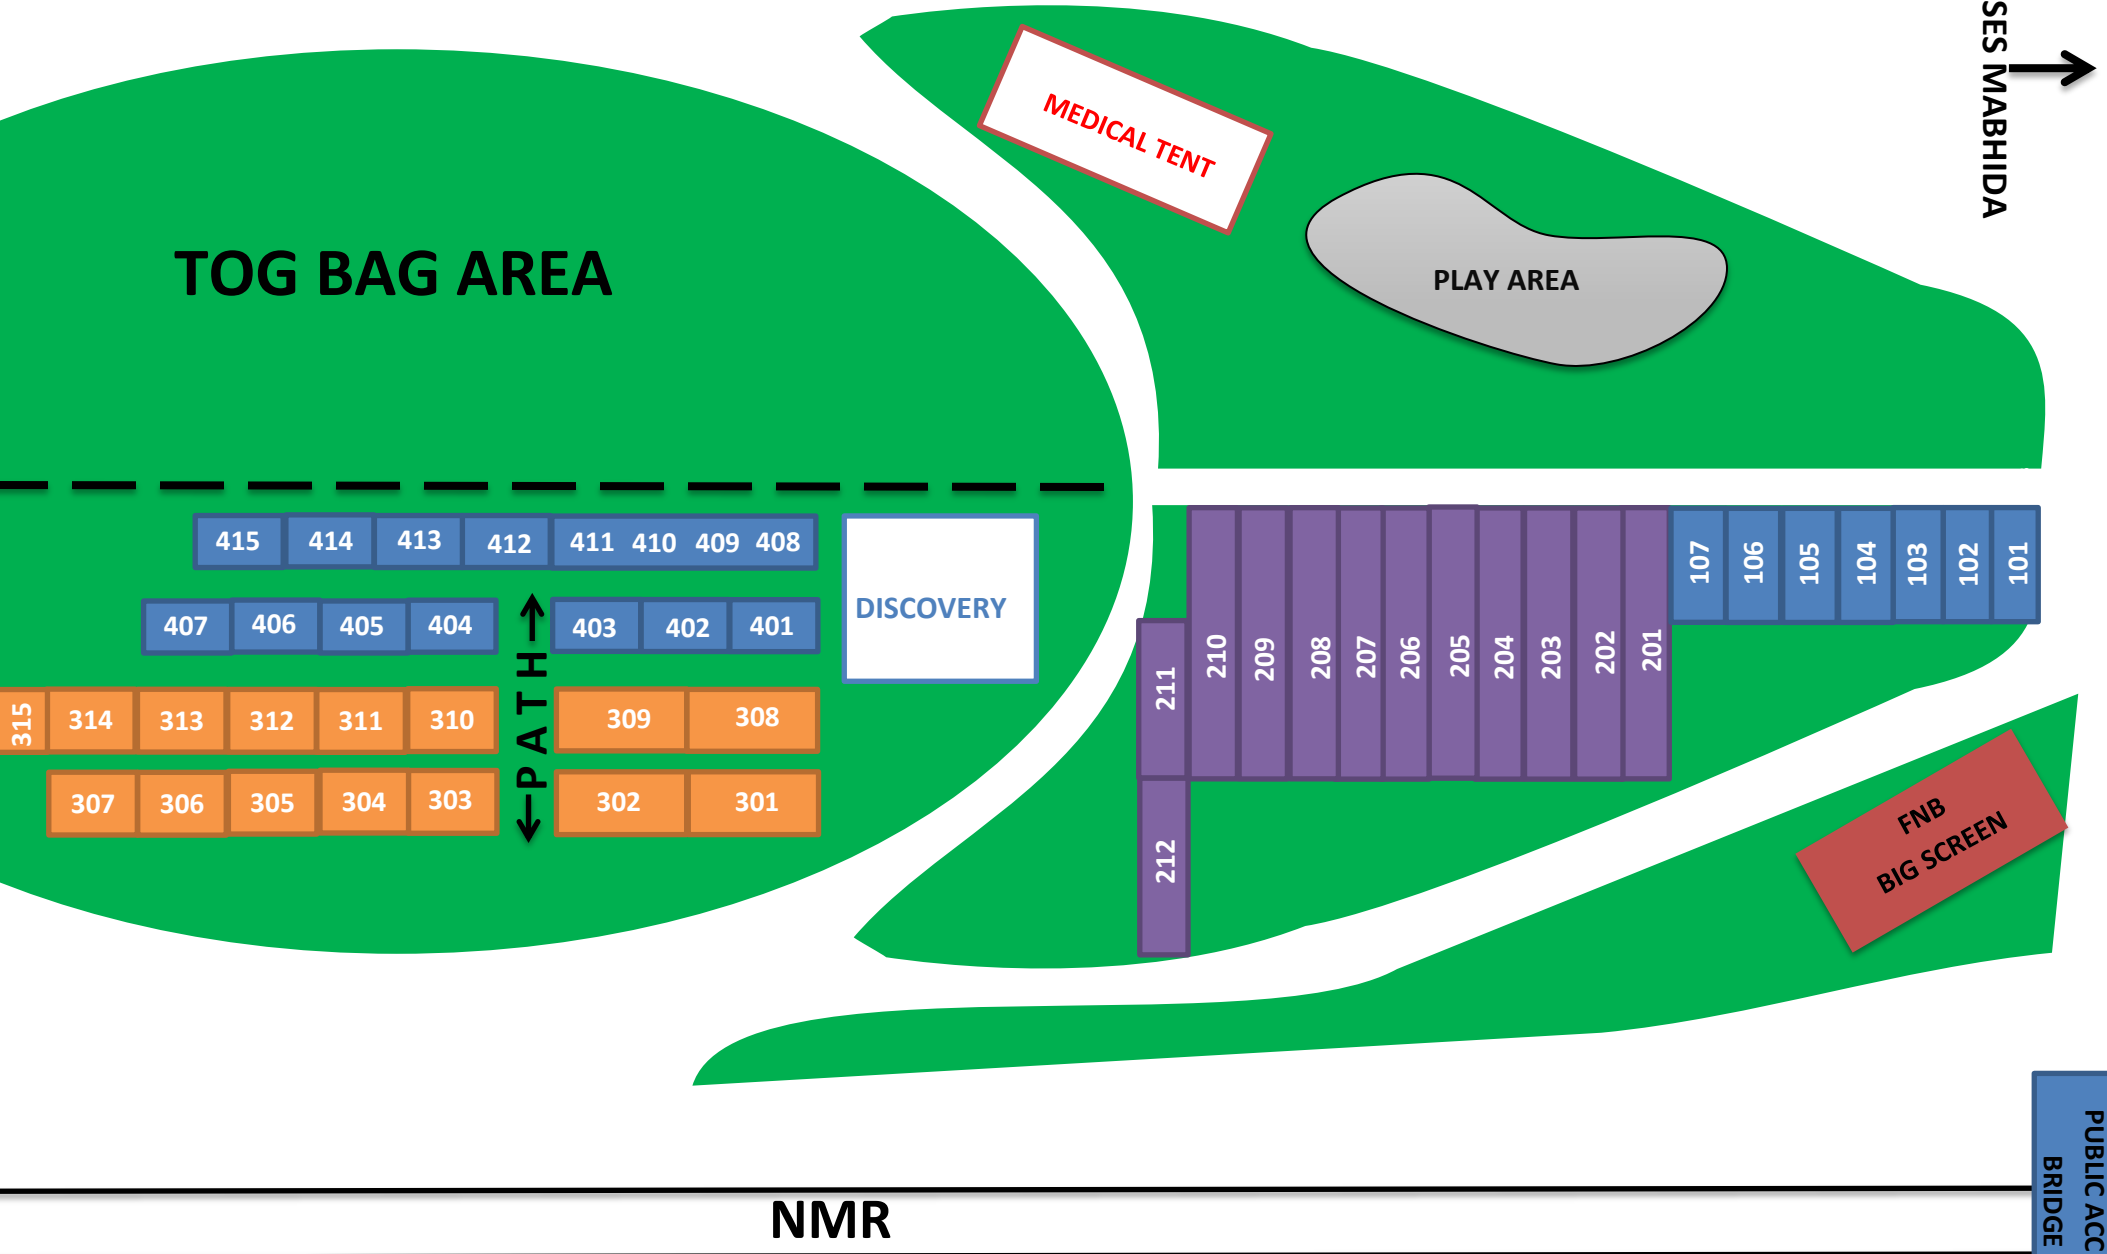 SES MABHIDA
MEDICAL TENT
TOG BAG AREA
PLAY AREA
415 414 413 412 411 410 409 408
DISCOVERY
407 406 405 404 403 402 401
PATH
315 314 313 312 311 310 309 308
307 306 305 304 303 302 301
211 210 209 208 207 206 205 204 203 202 201 107 106 105 104 103 102 101
212
FNB
BIG SCREEN
PUBLIC ACC
BRIDGE
NMR